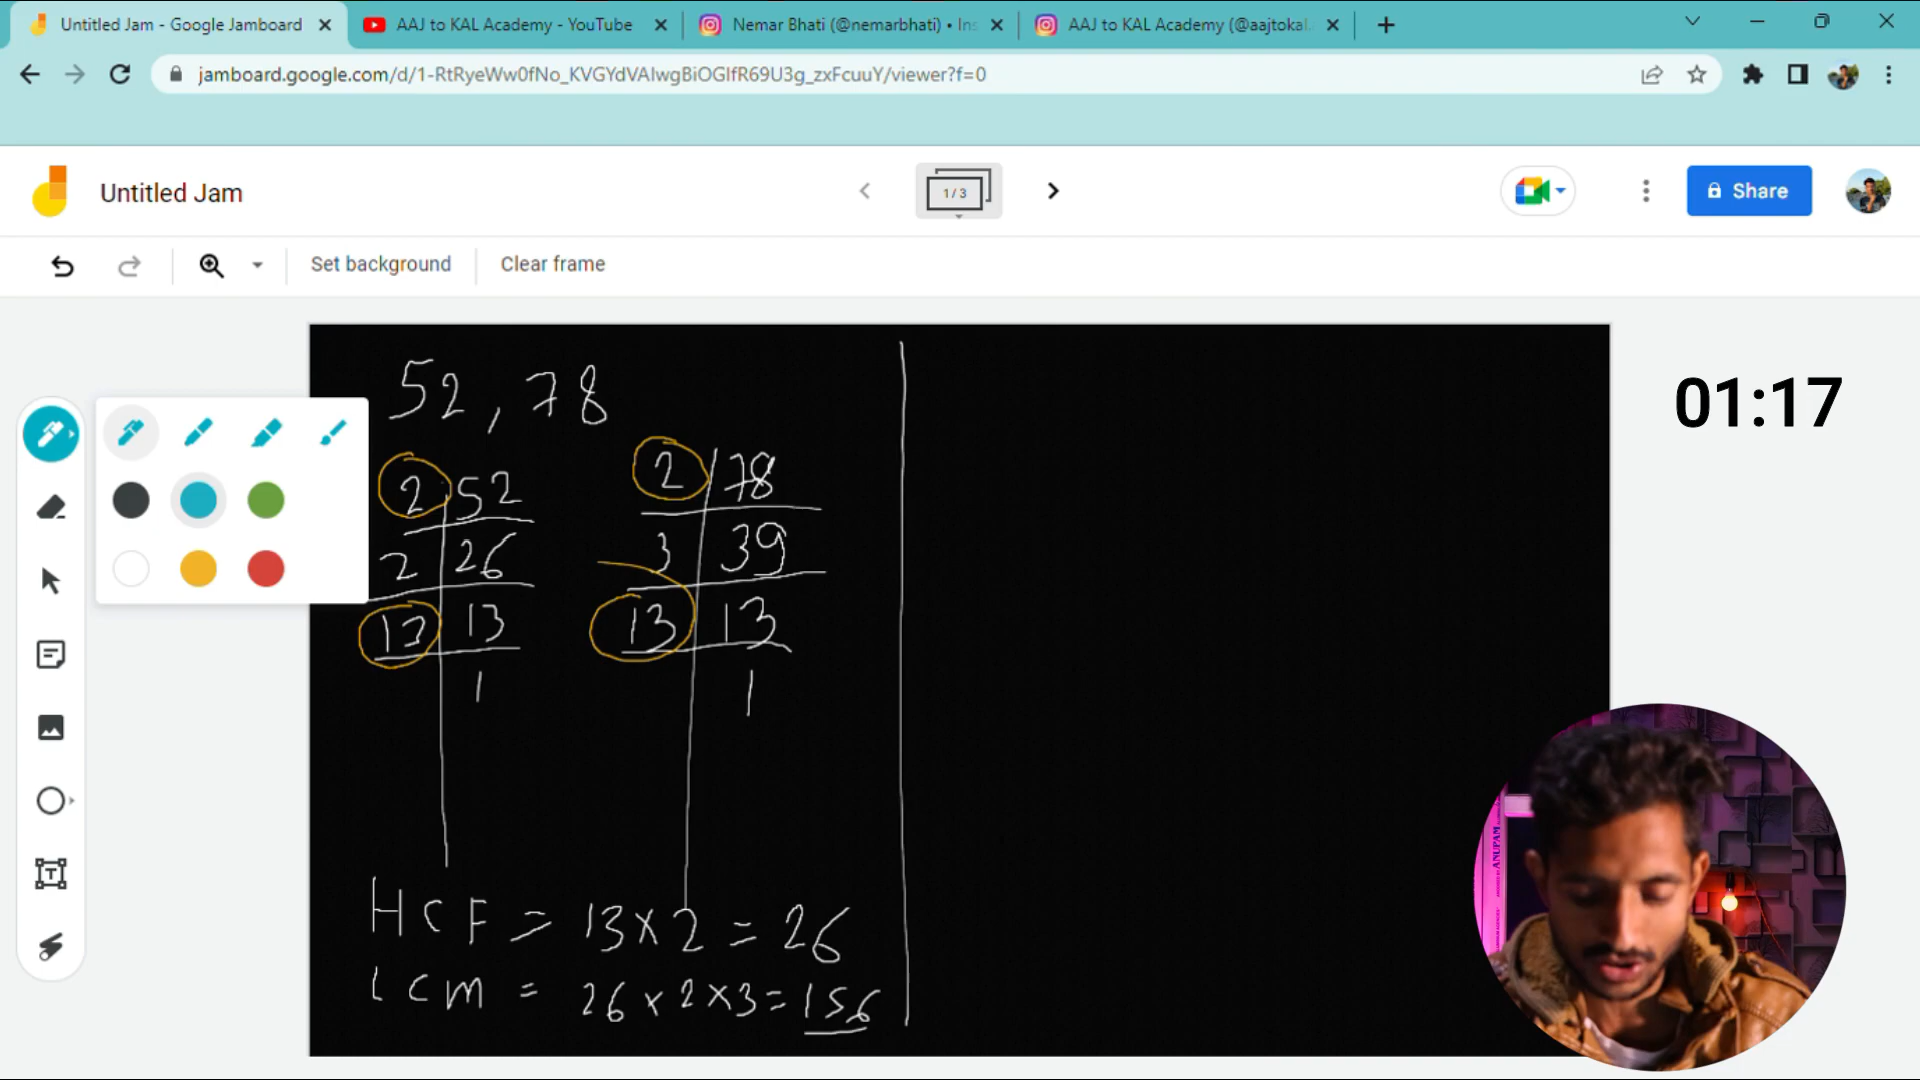 Untitled Jam - Google Jamboard
AAJ to KAL Academy - YouTube
Nemar Bhati (@nemarbhati) • Ins
AAJ to KAL Academy (@aajtokal.
jamboard.google.com/d/1-RtRyeWw0fNo_KVGYdVAIwgBiOGIfR69U3g_zxFcuuY/viewer?f=0
Untitled Jam
1 / 3
Share
Set background
Clear frame
01:17
52, 78
2 52
2 26
13 13
1
2 78
3 39
13 13
1
HCF = 13 x 2 = 26
LCM = 26 x 2 x 3 = 156
ANUPAM